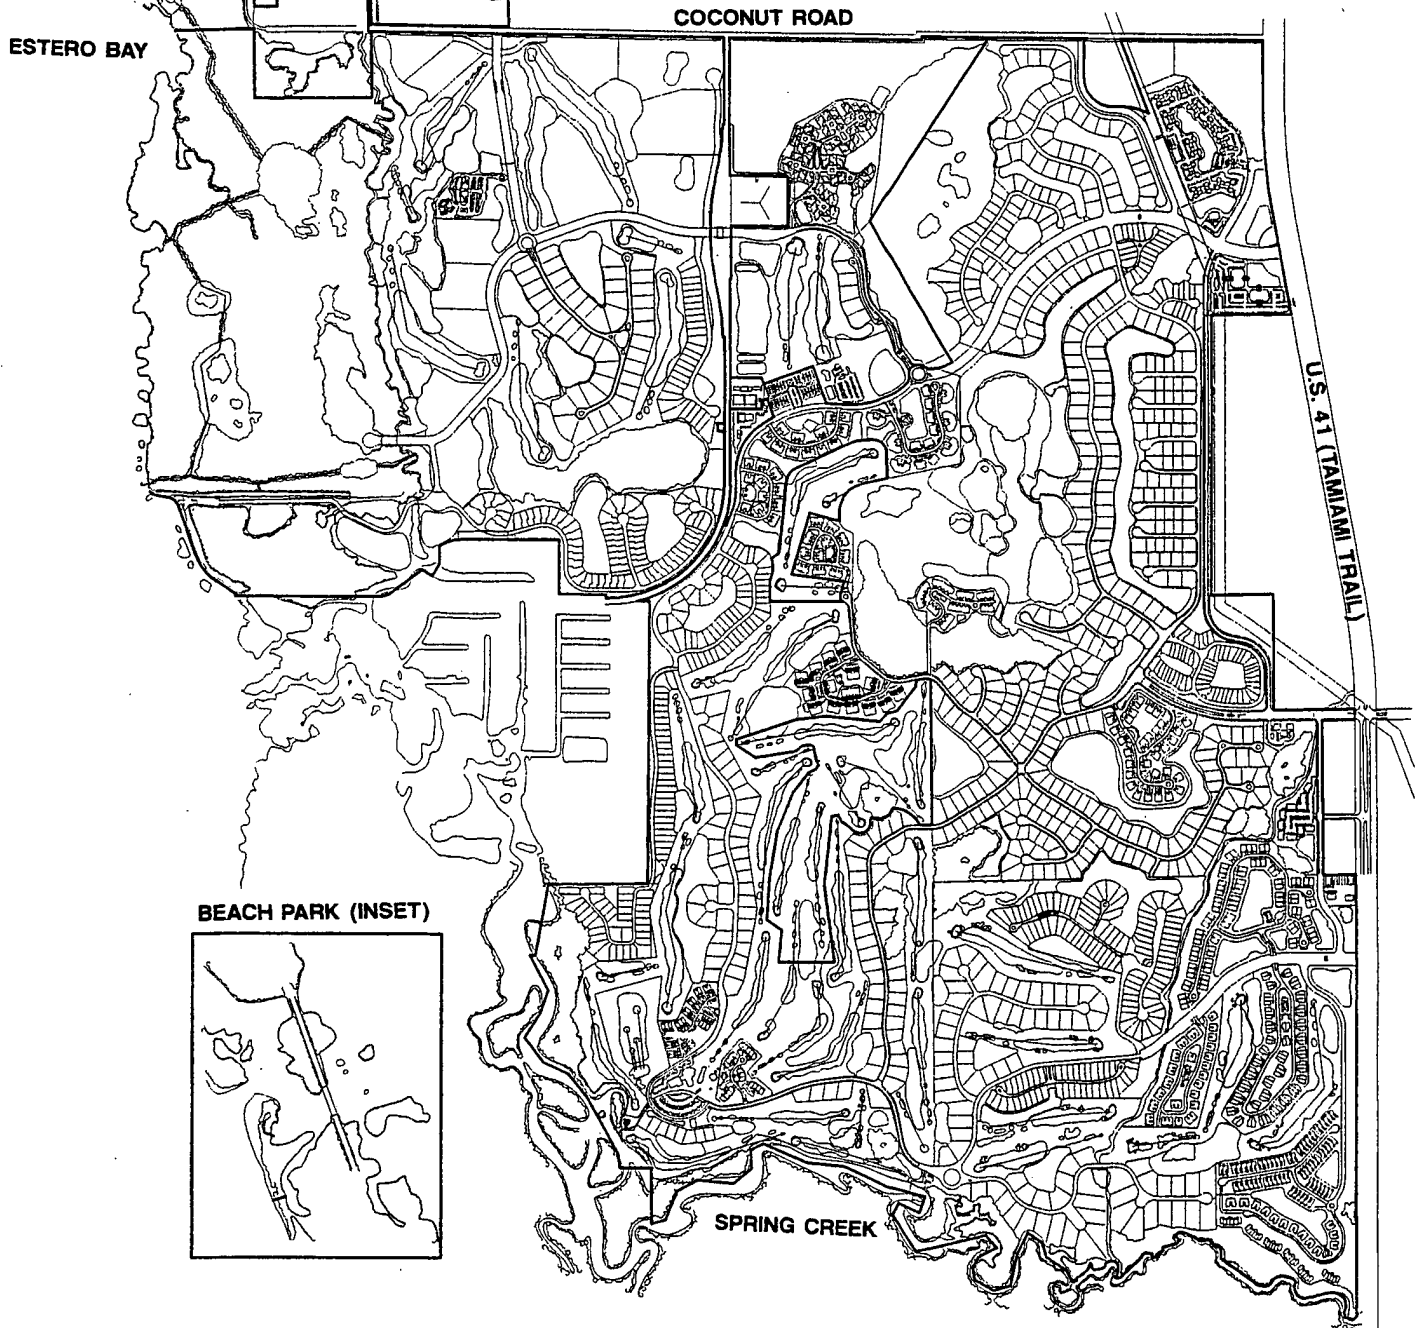 COCONUT ROAD
ESTERO BAY
U.S. 41 (TAMIAMI TRAIL)
BEACH PARK (INSET)
SPRING CREEK